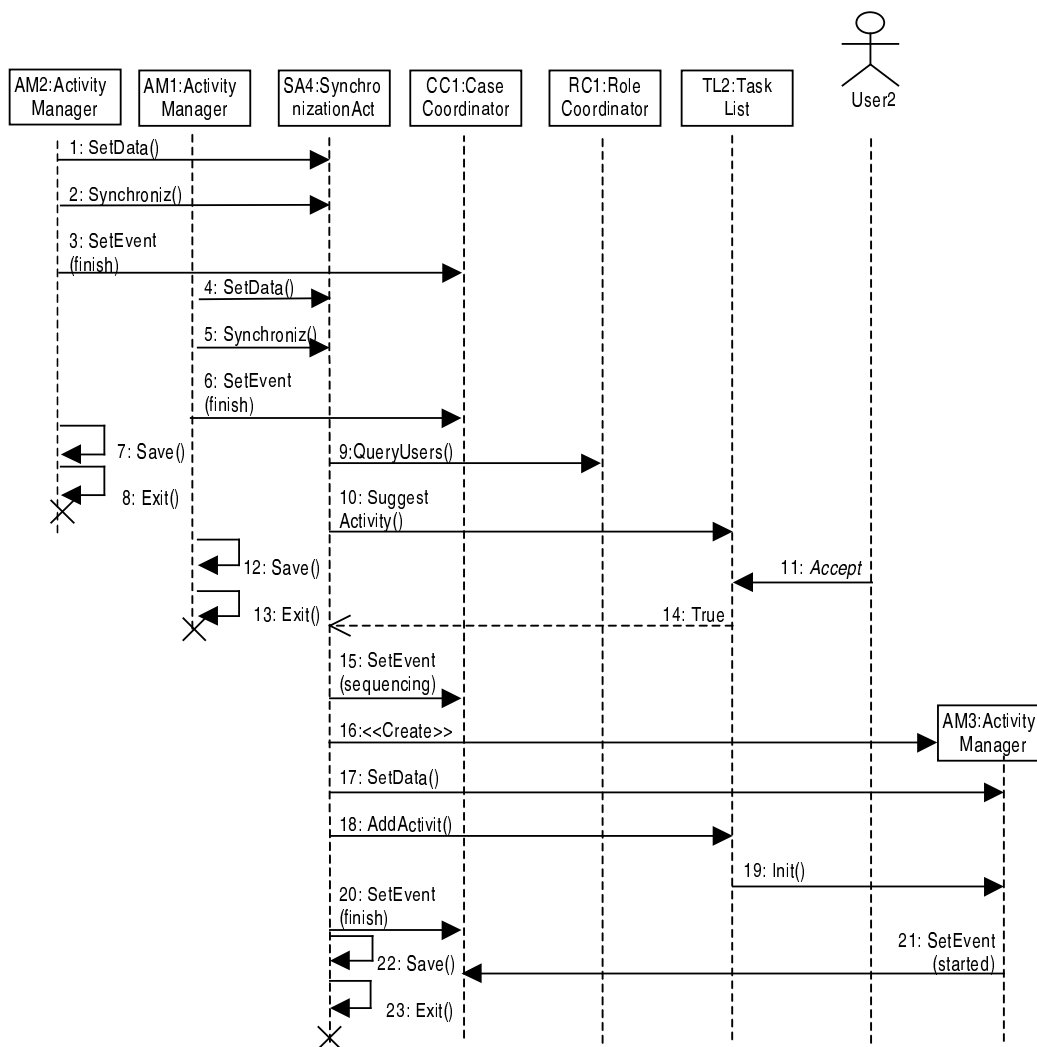 AM2:Activity
Manager
AM1:Activity
Manager
SA4:Synchro
nizationAct
CC1:Case
Coordinator
RC1:Role
Coordinator
TL2:Task
List
User2
1: SetData()
2: Synchroniz()
3: SetEvent
(finish)
4: SetData()
5: Synchroniz()
6: SetEvent
(finish)
7: Save()
9:QueryUsers()
8: Exit()
10: Suggest
Activity()
12: Save()
11: Accept
13: Exit()
14: True
15: SetEvent
(sequencing)
16:<<Create>>
AM3:Activity
Manager
17: SetData()
18: AddActivit()
19: Init()
20: SetEvent
(finish)
21: SetEvent
(started)
22: Save()
23: Exit()